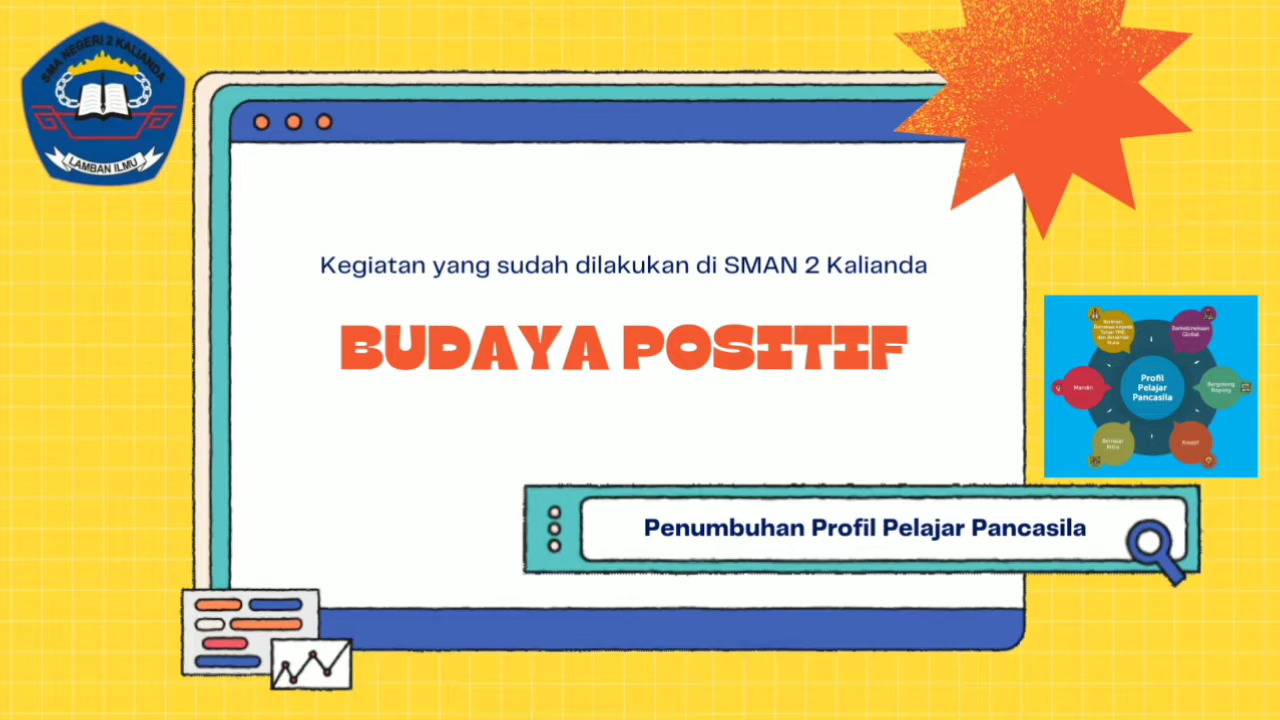 SMA NEGERI 2 KALIANDA
LAMBAN ILMU
Kegiatan yang sudah dilakukan di SMAN 2 Kalianda
BUDAYA POSITIF
Berkebinekaan
Global
Profil
Pelajar
Pancasila
Mandiri
Bergotong
Royong
Bernalar
Kritis
Kreatif
Penumbuhan Profil Pelajar Pancasila